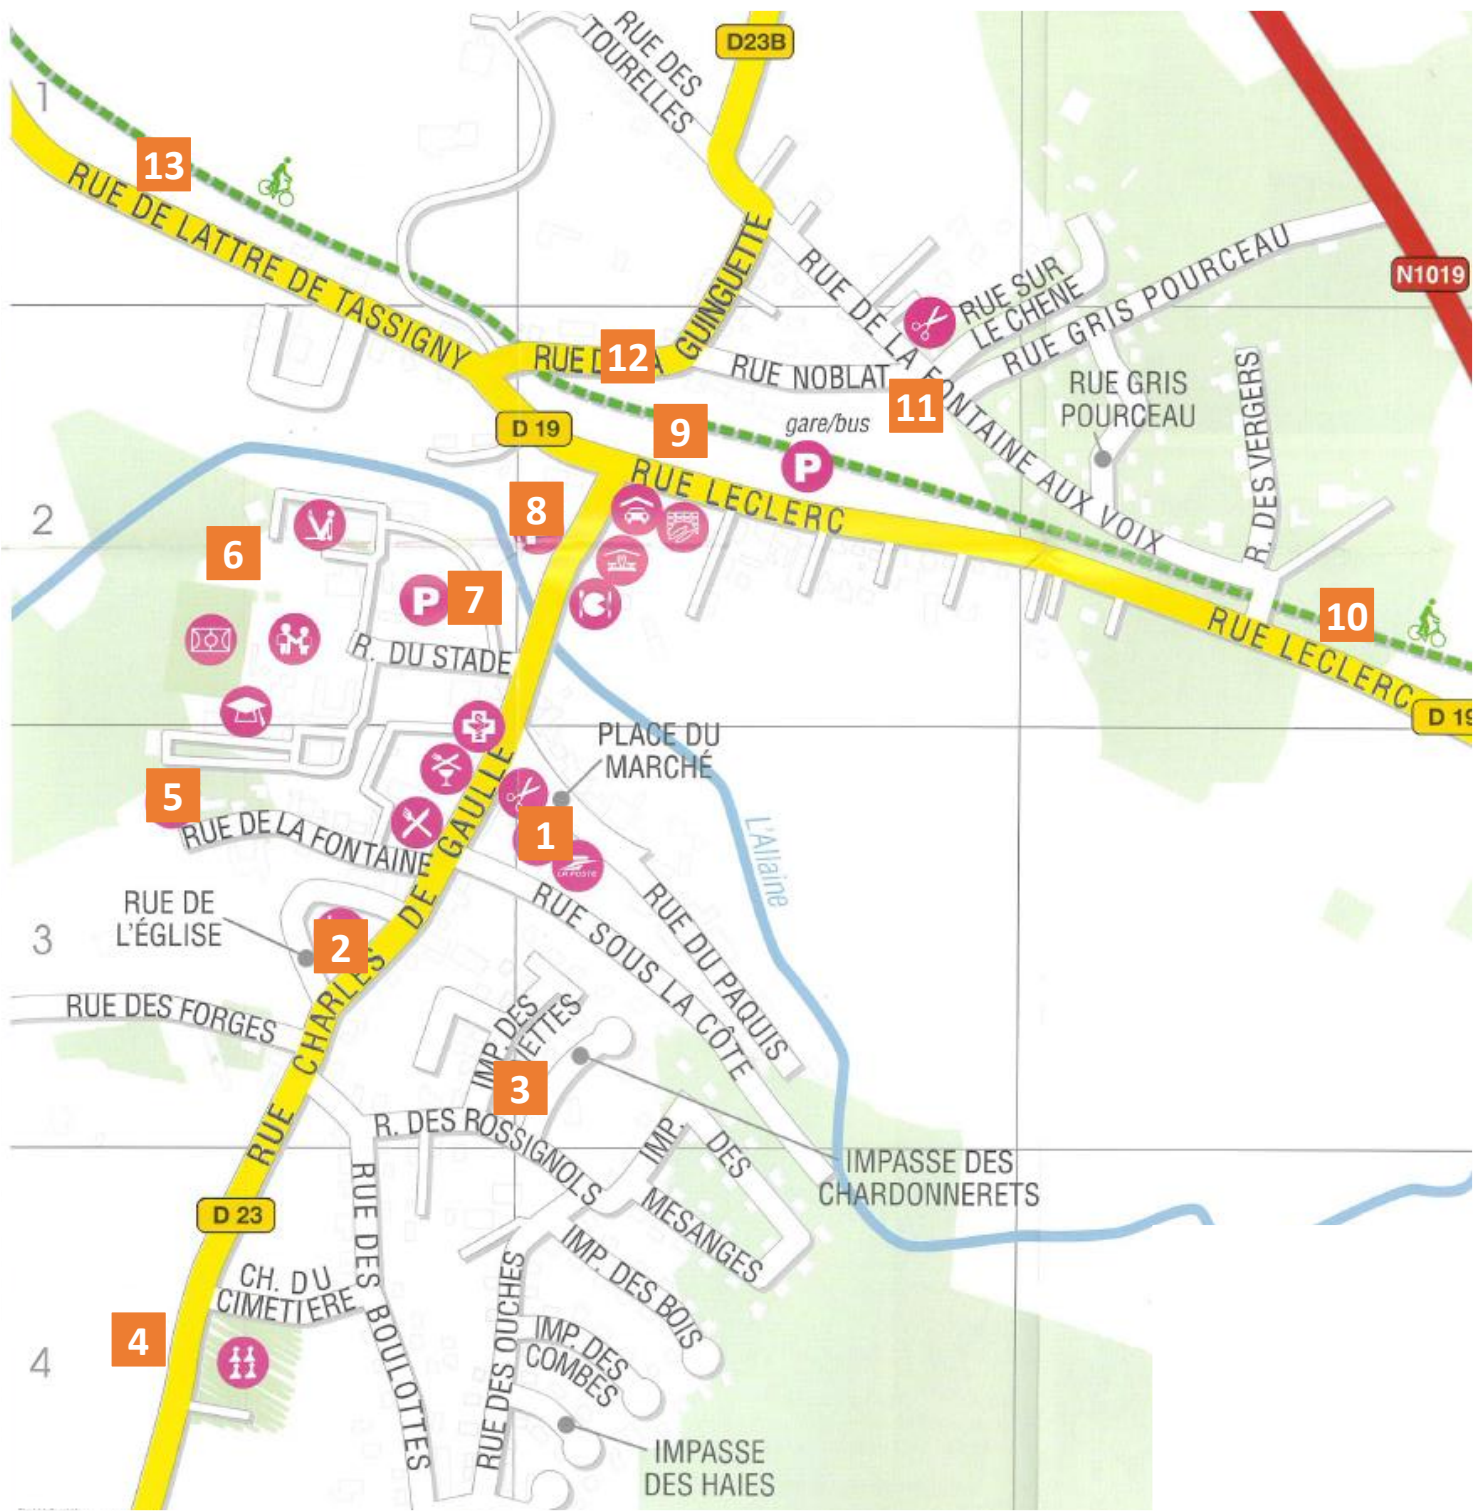 RUE DES
TOURELLES
D23B
1
13
RUE DE LATTRE DE TASSIGNY
GUINGUETTE
RUE DE LA FONTAINE AUX VOIX
RUE SUR
LE CHENE
RUE GRIS POURCEAU
N1019
12
RUE
A
RUE NOBLAT
11
RUE GRIS
POURCEAU
R. DES VERGERS
D 19
9
gare/bus
P
RUE LECLERC
2
8
6
P
7
R. DU STADE
10
RUE LECLERC
D 19
PLACE DU
MARCHÉ
5
1
LA POSTE
L'Allaine
RUE DE LA FONTAINE
RUE CHARLES DE GAULLE
RUE DE
L'ÉGLISE
3
2
RUE SOUS LA CÔTE
RUE DU PAQUIS
RUE DES FORGES
IMP. DES
ETTES
3
R. DES ROSSIGNOLS
IMP. DES
MESANGES
IMPASSE DES
CHARDONNERETS
D 23
RUE DES BOULOTTES
CH. DU
CIMETIERE
IMP. DES BOIS
RUE DES OUCHES
IMP. DES
COMBES
4
4
IMPASSE
DES HAIES